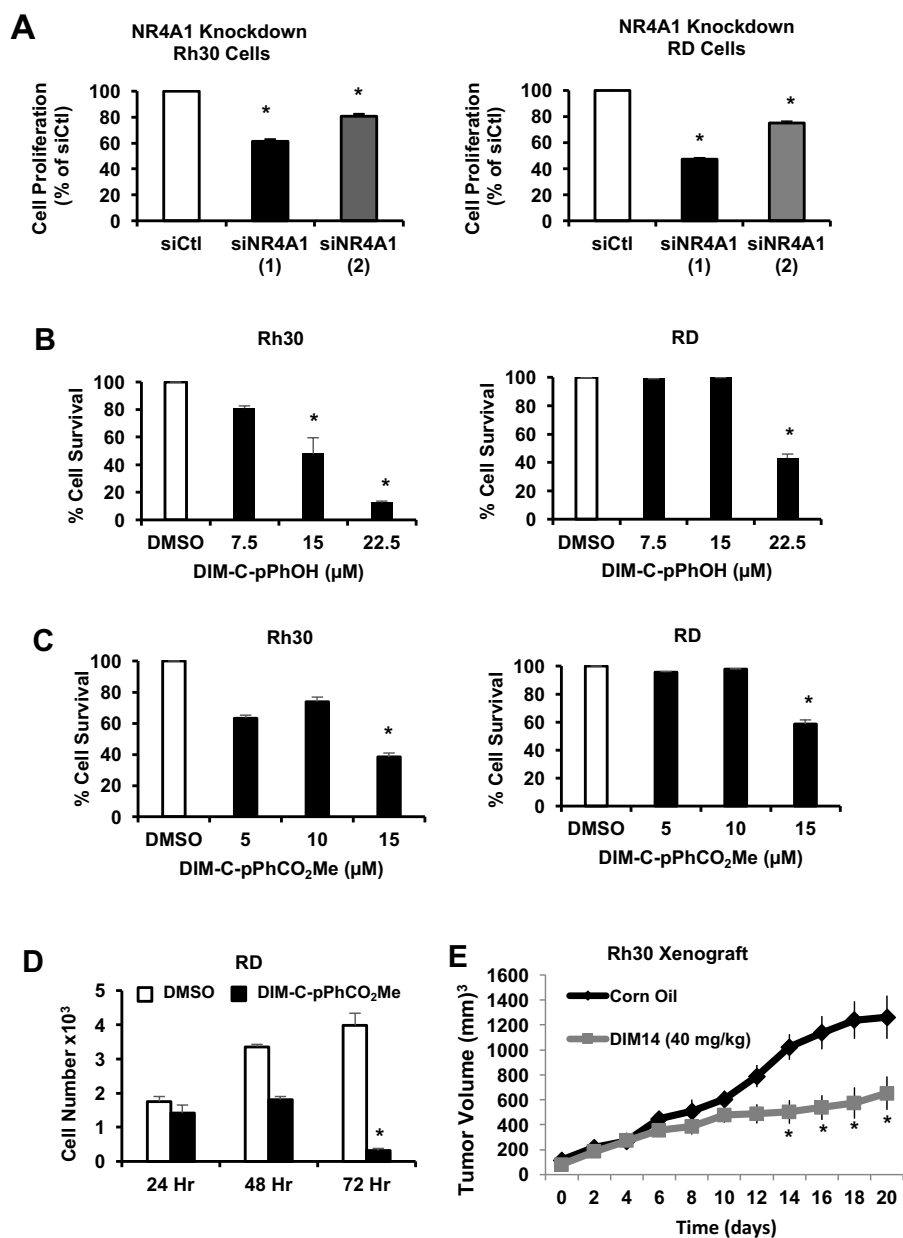 A
NR4A1 Knockdown
Rh30 Cells
Cell Proliferation
(% of siCtl)
100
80
60
40
20
0
*
*
siCtl
siNR4A1
(1)
siNR4A1
(2)
NR4A1 Knockdown
RD Cells
Cell Proliferation
(% of siCtl)
100
80
60
40
20
0
*
*
siCtl
siNR4A1
(1)
siNR4A1
(2)
B
Rh30
% Cell Survival
100
80
60
40
20
0
*
*
DMSO 7.5 15 22.5
DIM-C-pPhOH (µM)
RD
% Cell Survival
100
80
60
40
20
0
*
DMSO 7.5 15 22.5
DIM-C-pPhOH (µM)
C
Rh30
% Cell Survival
100
80
60
40
20
0
*
DMSO 5 10 15
DIM-C-pPhCO₂Me (µM)
RD
% Cell Survival
100
80
60
40
20
0
*
DMSO 5 10 15
DIM-C-pPhCO₂Me (µM)
D
RD
DMSO DIM-C-pPhCO₂Me
Cell Number x10³
5
4
3
2
1
0
*
24 Hr 48 Hr 72 Hr
E
Rh30 Xenograft
Corn Oil
DIM14 (40 mg/kg)
Tumor Volume (mm)³
1600
1400
1200
1000
800
600
400
200
0
* * * *
0 2 4 6 8 10 12 14 16 18 20
Time (days)